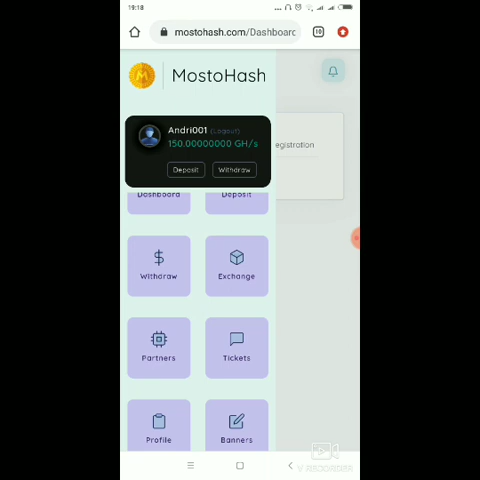 19:18
mostohash.com/Dashboard
10
MostoHash
Andri001 (Logout)
150.00000000 GH/s
Deposit Withdraw
egistration
Dashboard Deposit
Withdraw Exchange
Partners Tickets
Profile Banners
V RECORDER